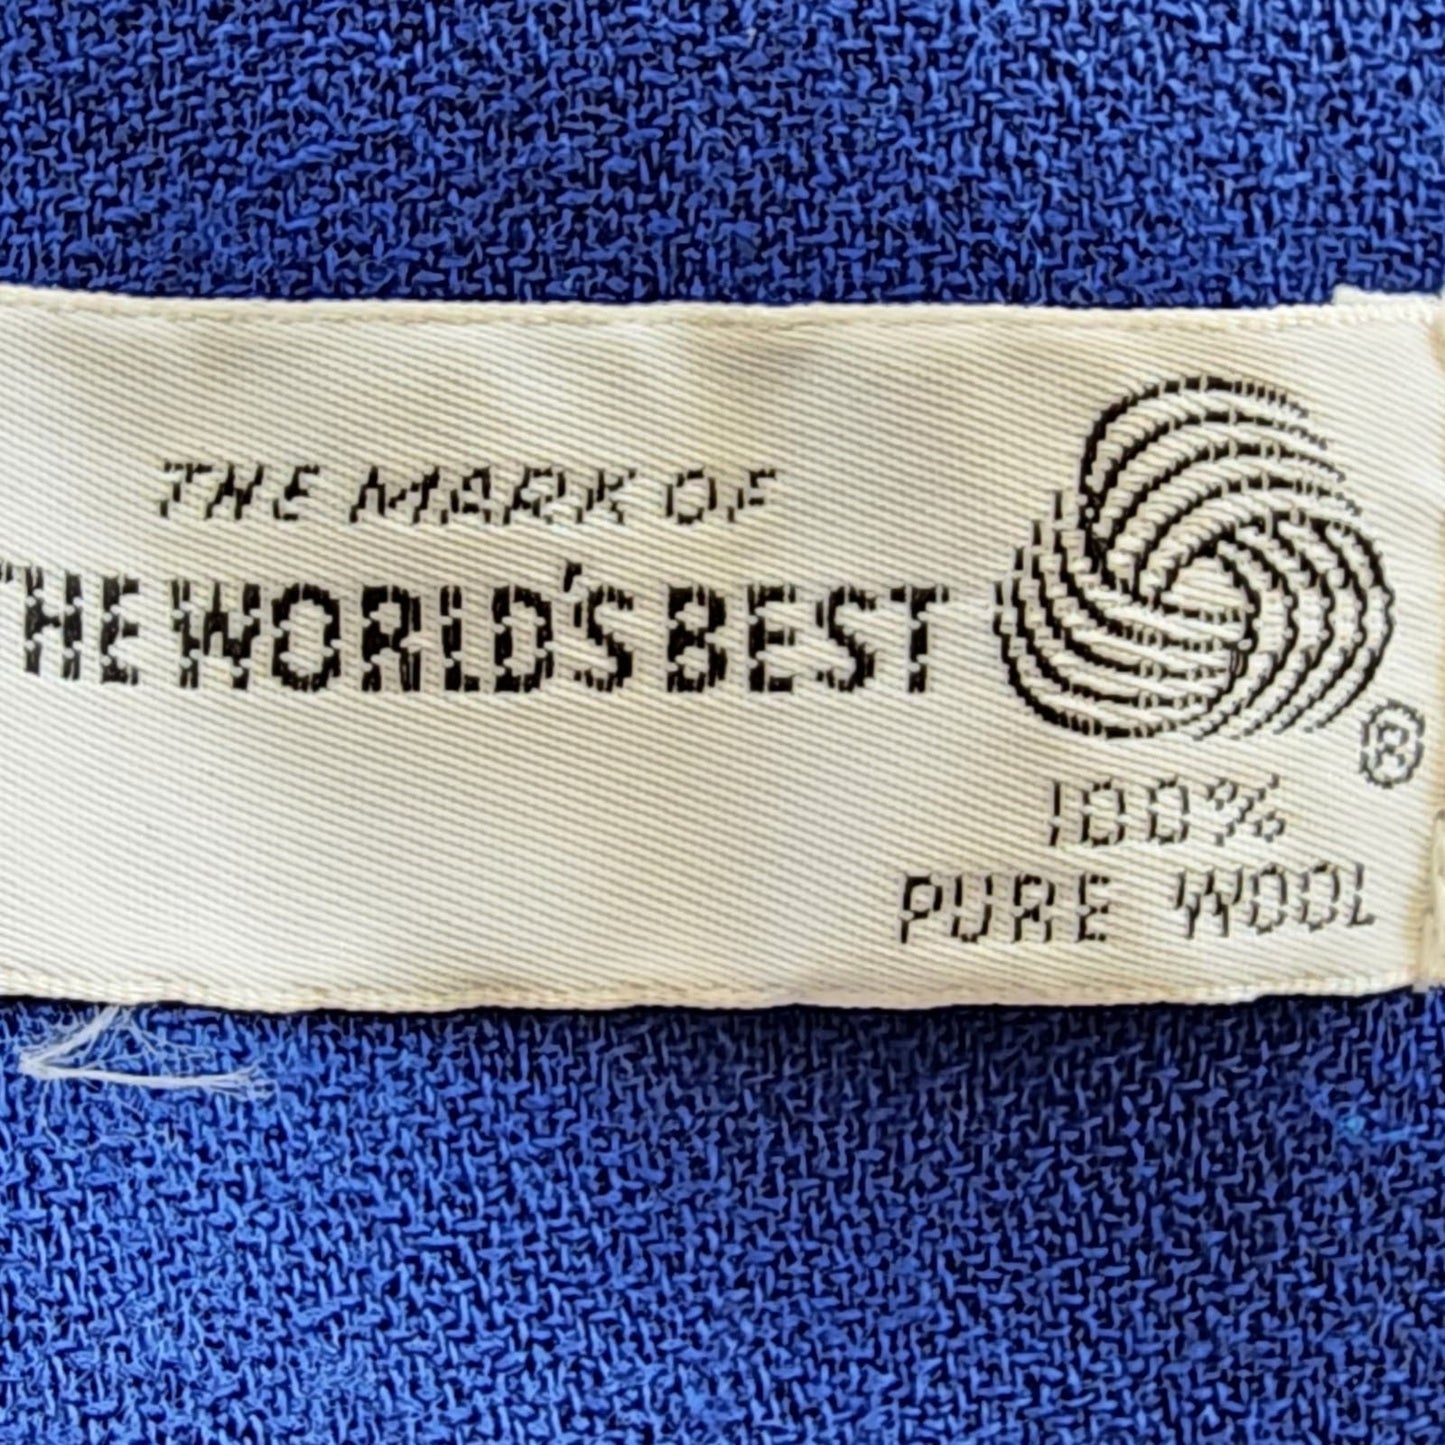 THE MARK OF
THE WORLD'S BEST
®
100%
PURE WOOL